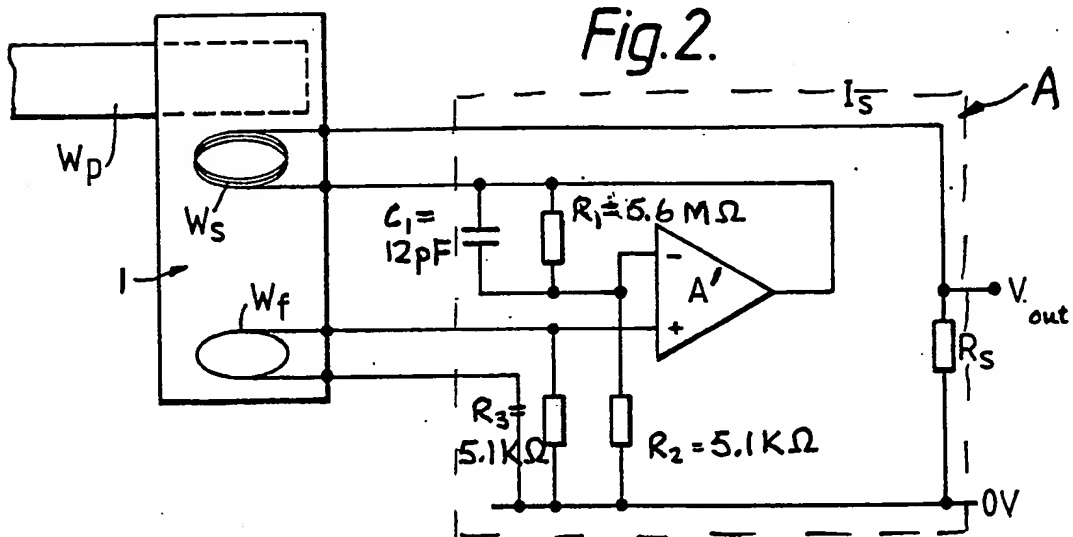 Fig.2.
A
Is
Wp
Ws
C1=
12pF
R1=5.6MΩ
1
A'
-
+
Wf
Vout
Rs
R3=
5.1KΩ
R2=5.1KΩ
0V